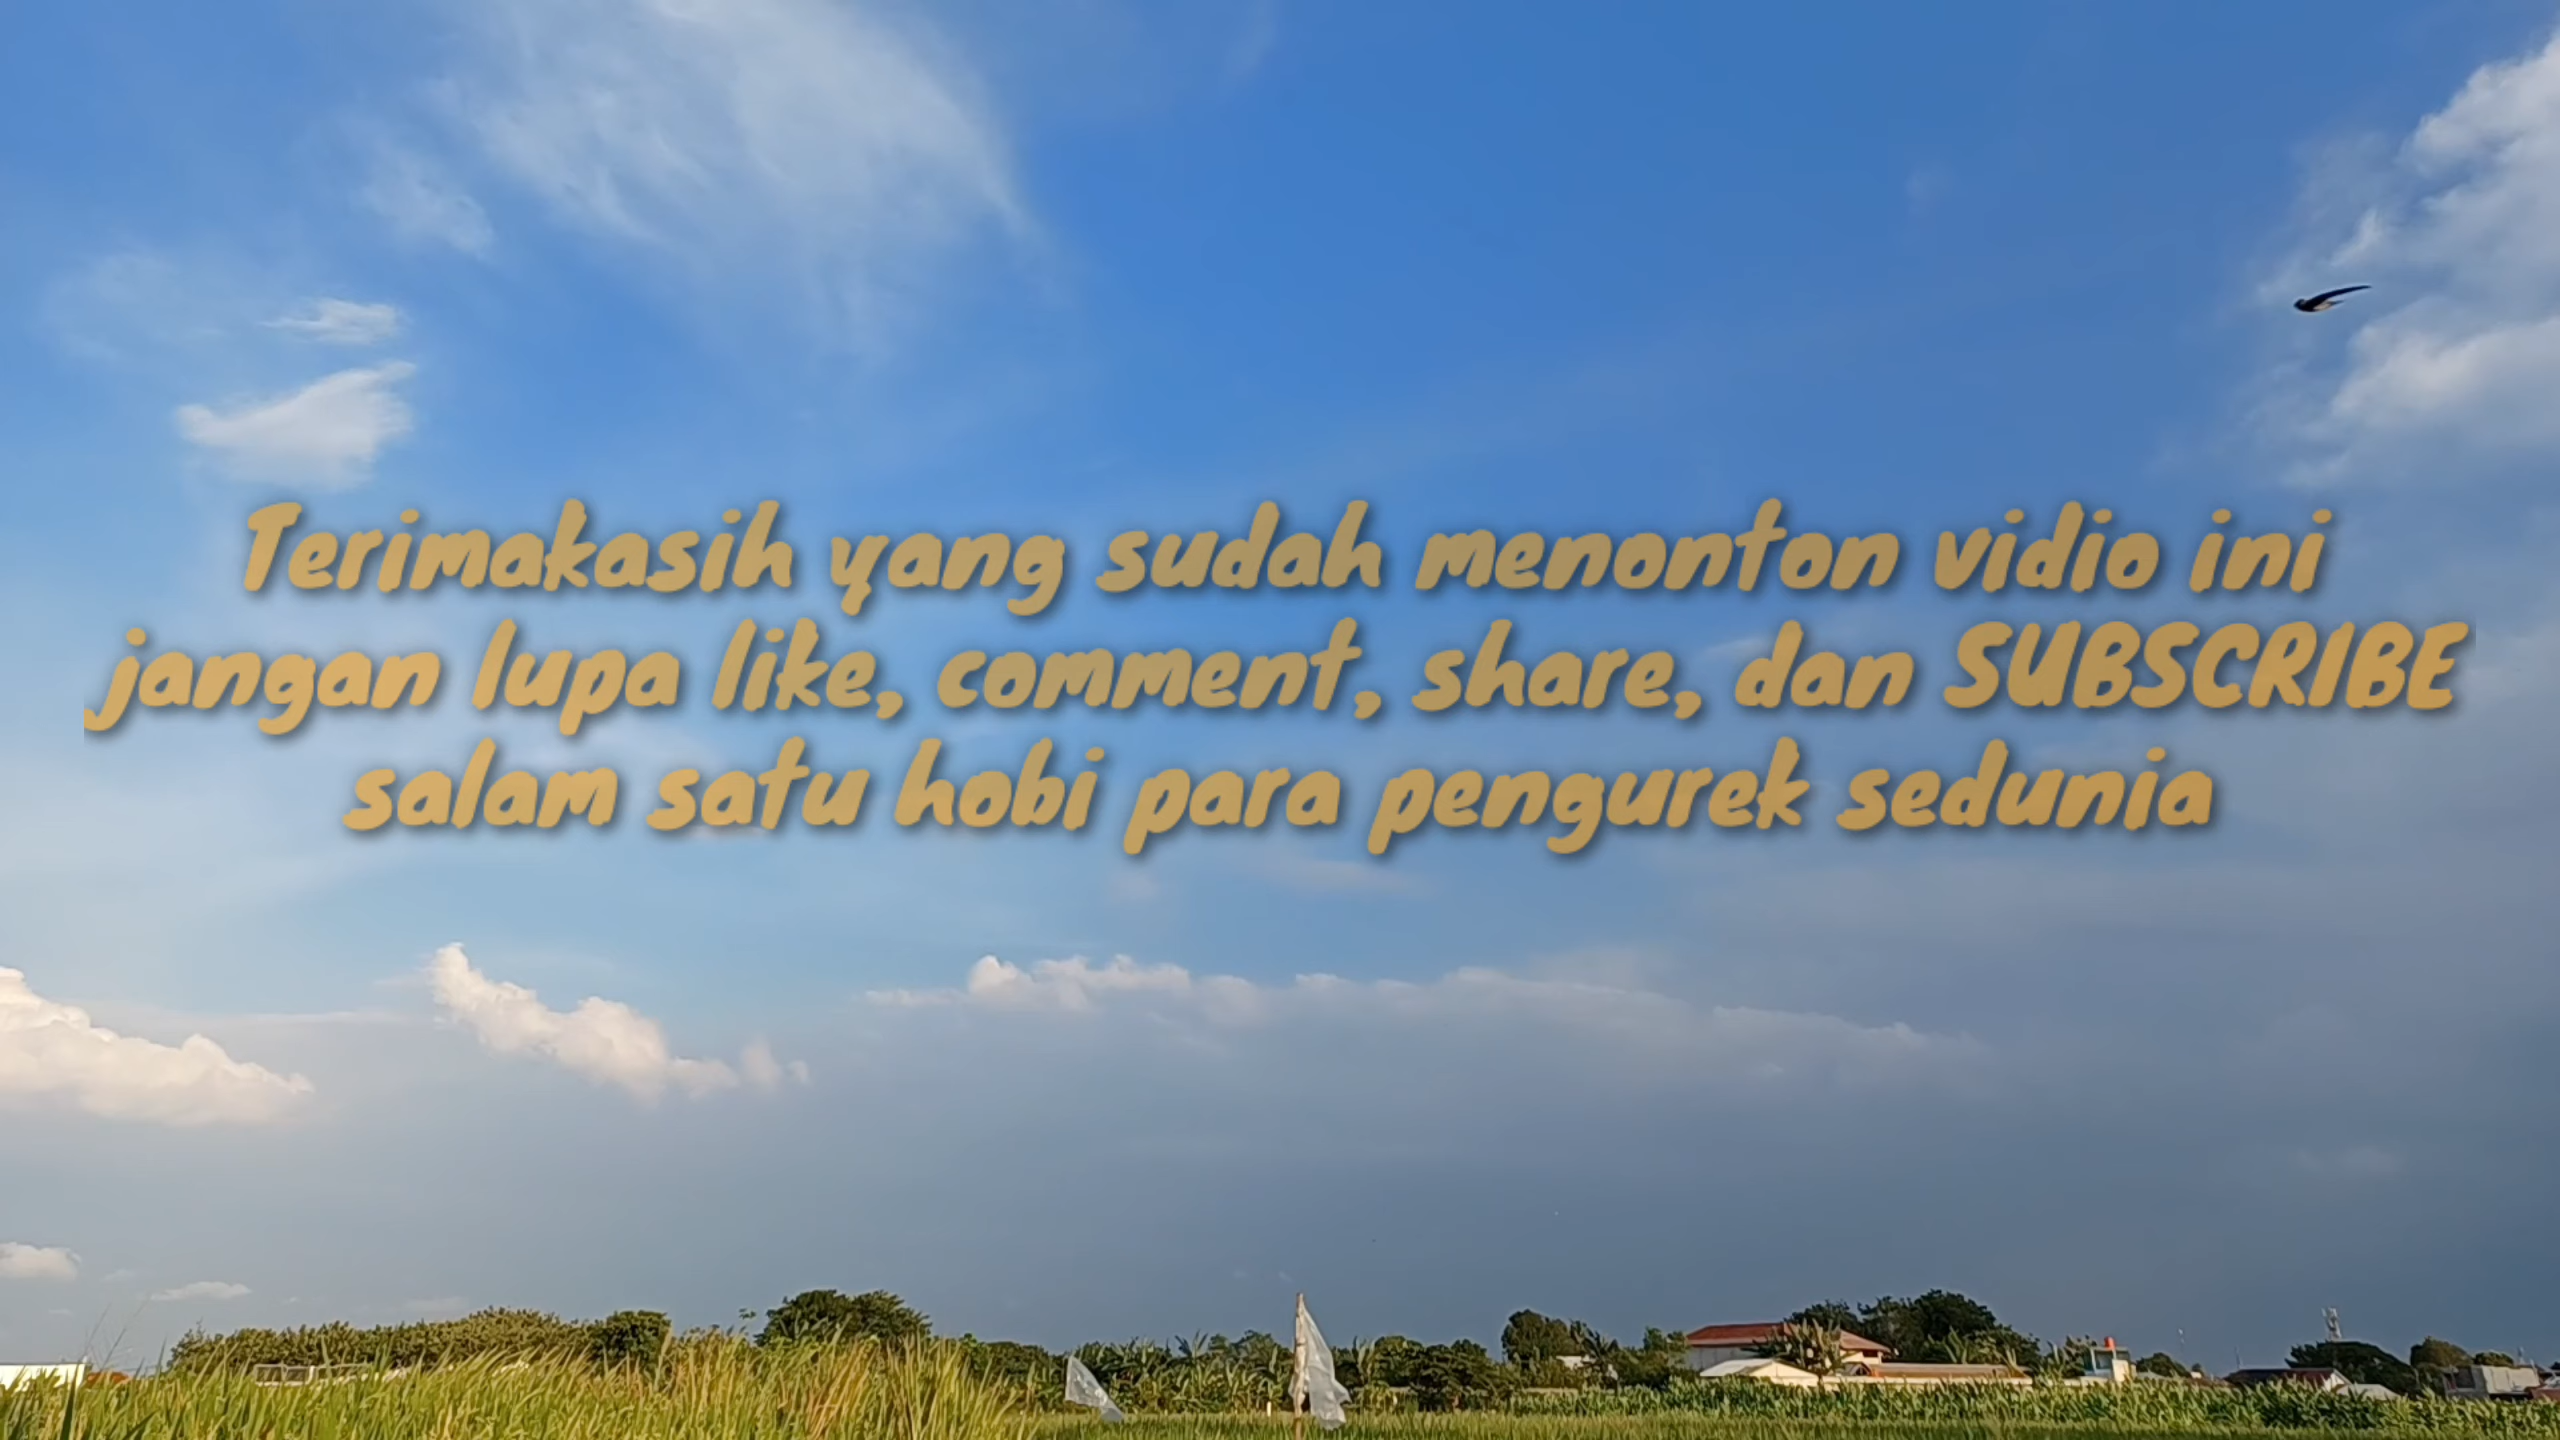 Terimakasih yang sudah menonton vidio ini
jangan lupa like, comment, share, dan SUBSCRIBE
salam satu hobi para pengurek sedunia